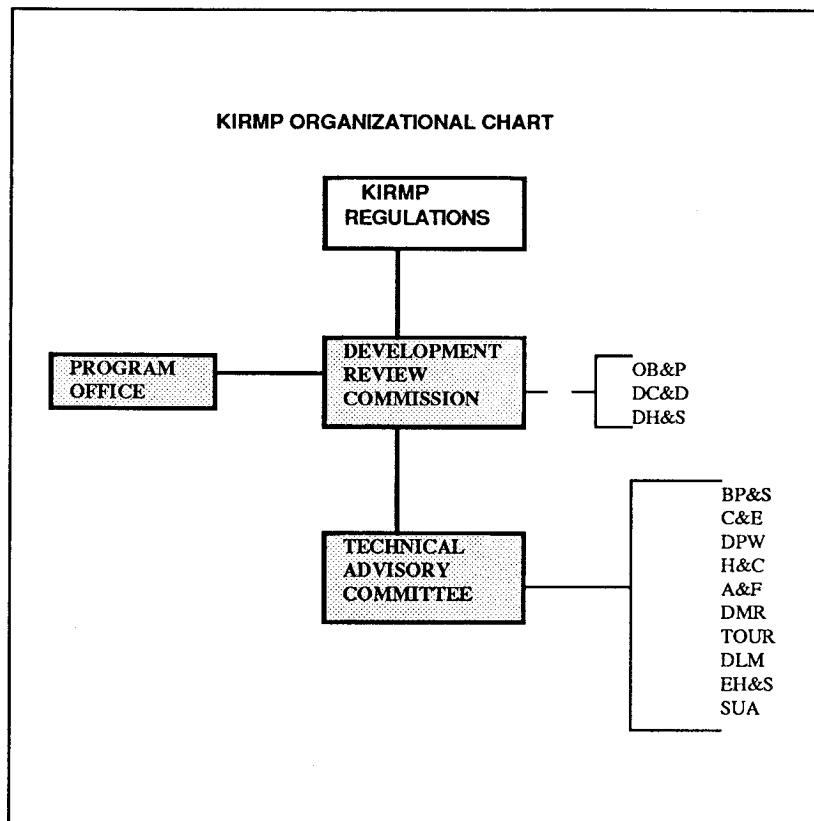 KIRMP ORGANIZATIONAL CHART
KIRMP
REGULATIONS
PROGRAM
OFFICE
DEVELOPMENT
REVIEW
COMMISSION
OB&P
DC&D
DH&S
TECHNICAL
ADVISORY
COMMITTEE
BP&S
C&E
DPW
H&C
A&F
DMR
TOUR
DLM
EH&S
SUA